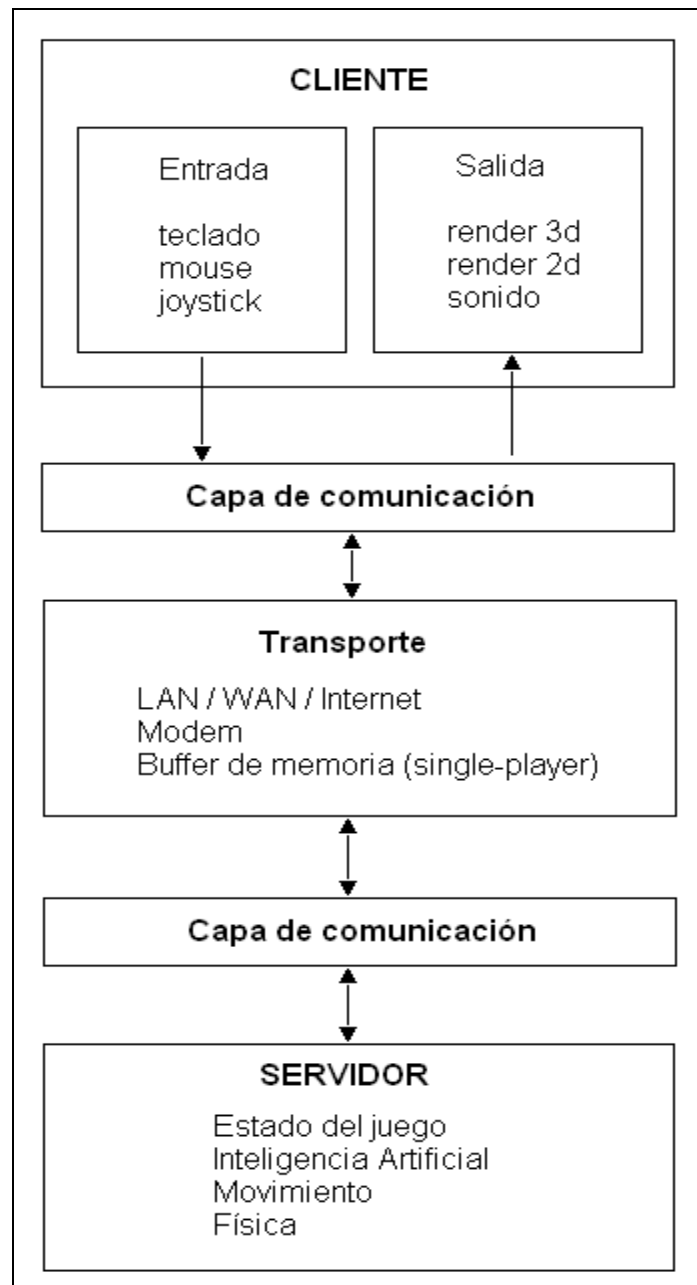 CLIENTE
Entrada
teclado
mouse
joystick
Salida
render 3d
render 2d
sonido
Capa de comunicación
Transporte
LAN / WAN / Internet
Modem
Buffer de memoria (single-player)
Capa de comunicación
SERVIDOR
Estado del juego
Inteligencia Artificial
Movimiento
Física